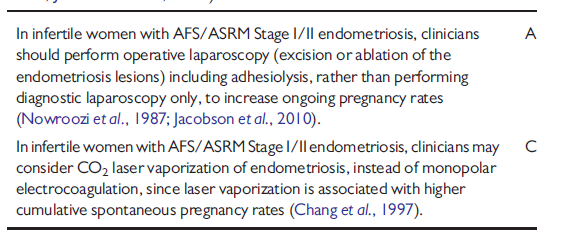 In infertile women with AFS/ASRM Stage I/II endometriosis, clinicians A
should perform operative laparoscopy (excision or ablation of the
endometriosis lesions) including adhesiolysis, rather than performing
diagnostic laparoscopy only, to increase ongoing pregnancy rates
(Nowroozi et al., 1987; Jacobson et al., 2010).
In infertile women with AFS/ASRM Stage I/II endometriosis, clinicians may C
consider CO₂ laser vaporization of endometriosis, instead of monopolar
electrocoagulation, since laser vaporization is associated with higher
cumulative spontaneous pregnancy rates (Chang et al., 1997).